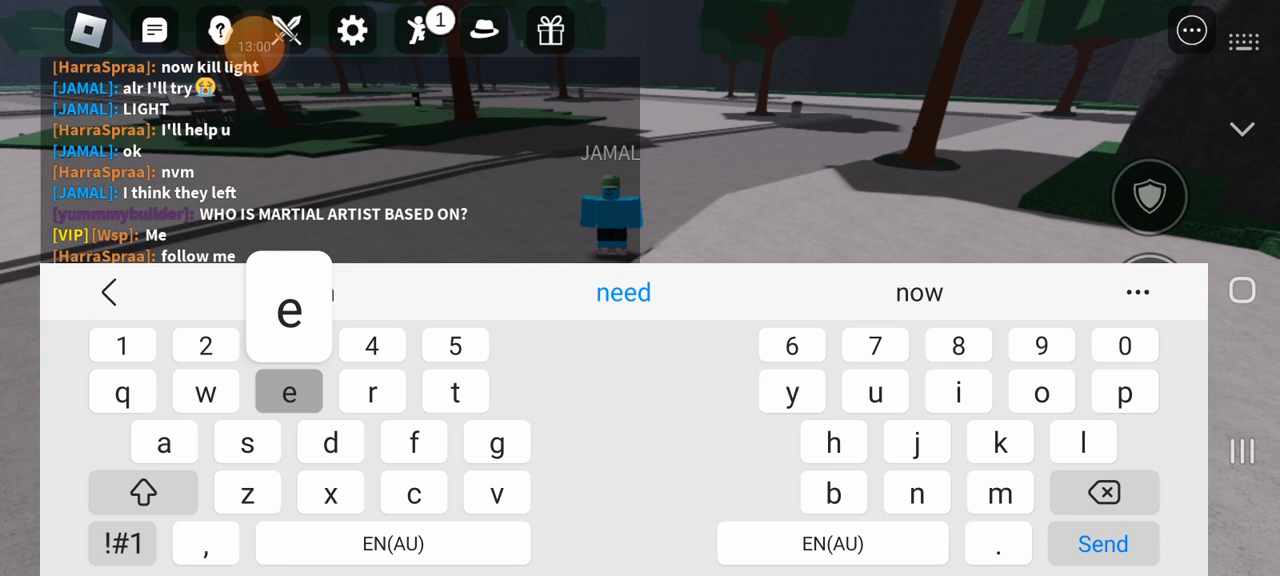 1
13:00
[HarraSpraa]: now kill light
[JAMAL]: alr I'll try😭
[JAMAL]: LIGHT
[HarraSpraa]: I'll help u
[JAMAL]: ok
[HarraSpraa]: nvm
[JAMAL]: I think they left
[yummmybuilder]: WHO IS MARTIAL ARTIST BASED ON?
[VIP] [Wsp]: Me
[HarraSpraa]: follow me
JAMAL
need now
e
1 2 4 5 6 7 8 9 0
q w e r t y u i o p
a s d f g h j k l
z x c v b n m
!#1 , EN(AU) EN(AU) . Send